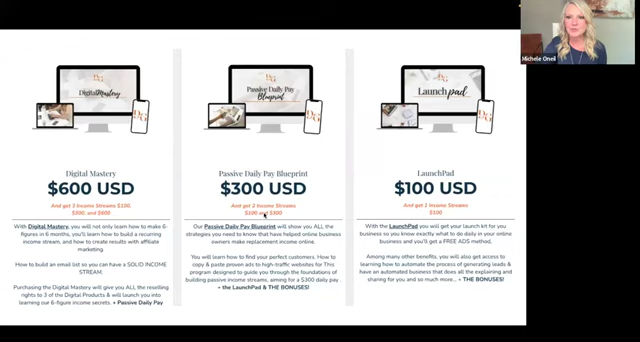 Michele Oneil
Digital Mastery
Passive Daily Pay
Blueprint
Launch pad
Digital Mastery
$600 USD
And get 3 Income Streams $100,
$300, and $600
With Digital Mastery, you will not only learn how to make 6-
figures in 6 months, you'll learn how to build a recurring
income stream, and how to create results with affiliate
marketing.
How to build an email list so you can have a SOLID INCOME
STREAM.
Purchasing the Digital Mastery will give you ALL the reselling
rights to 3 of the Digital Products & will launch you into
learning our 6-figure income secrets. + Passive Daily Pay
Passive Daily Pay Blueprint
$300 USD
And get 2 Income Streams
$100 and $300
Our Passive Daily Pay Blueprint will show you ALL the
strategies you need to know that have helped online business
owners make replacement income online.
You will learn how to find your perfect customers. How to
copy & paste proven ads to high-traffic websites for This
program designed to guide you through the foundations of
building passive income streams, aiming for a $300 daily pay .
+ the LaunchPad & THE BONUSES!
LaunchPad
$100 USD
And get 1 Income Streams
$100
With the LaunchPad you will get your launch kit for you
business so you know exactly what to do daily in your online
business and you'll get a FREE ADS method,
Among many other benefits, you will also get access to
learning how to automate the process of generating leads &
have an automated business that does all the explaining and
sharing for you and so much more... + THE BONUSES!